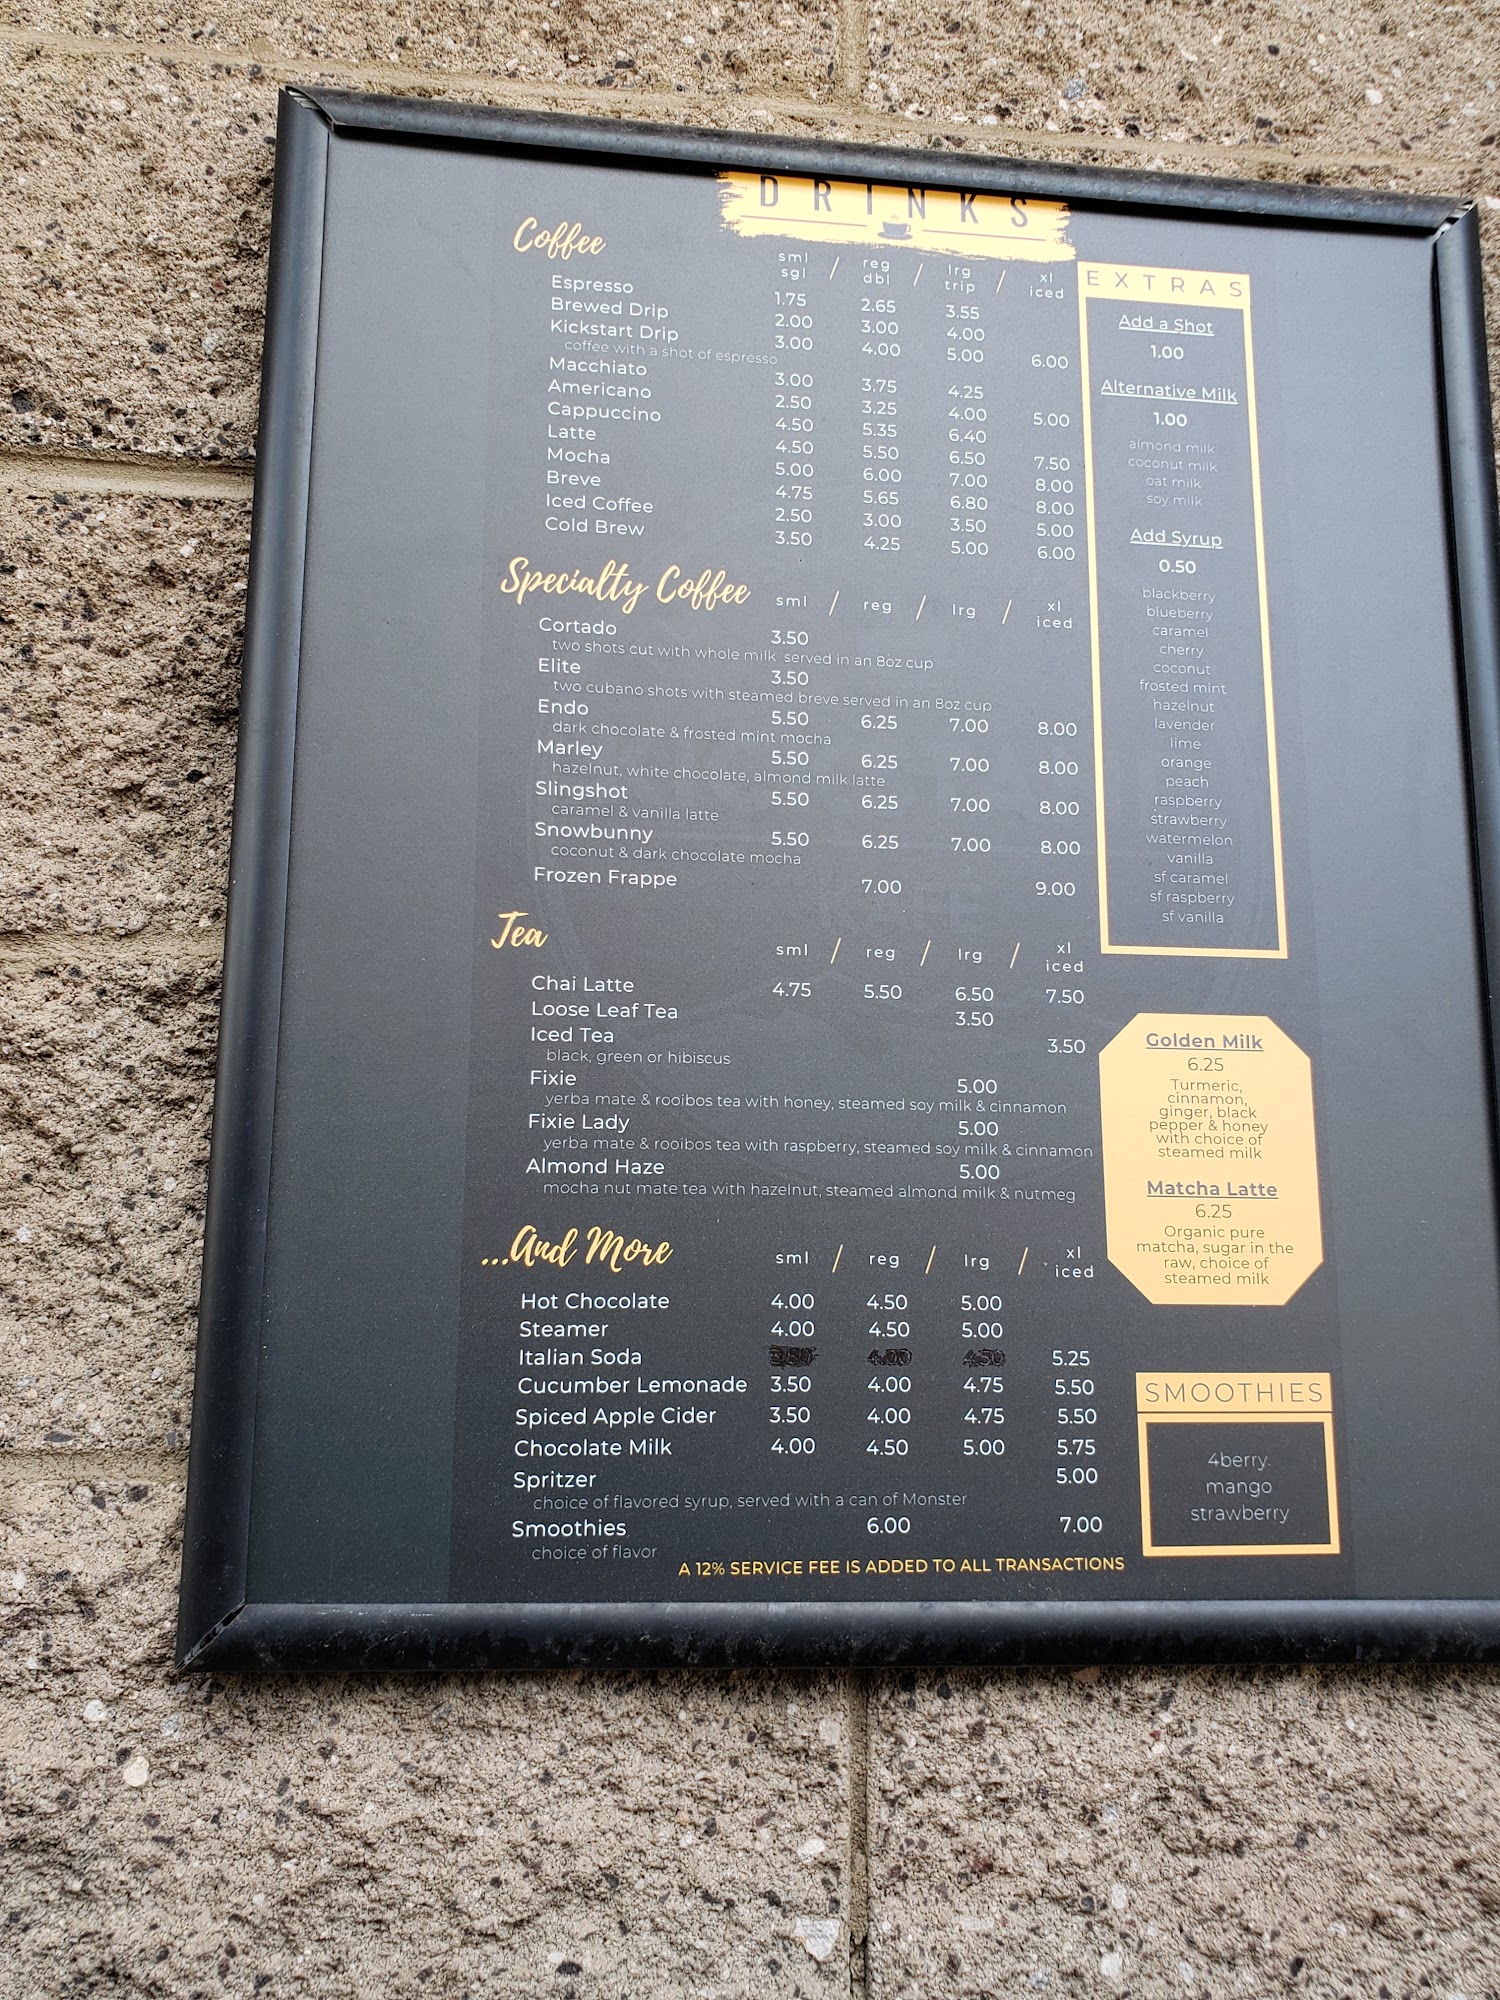 DRINKS
Coffee
sml / reg / lrg / xl
sgl dbl trip iced
Espresso 1.75 2.65 3.55
Brewed Drip 2.00 3.00 4.00
Kickstart Drip 3.00 4.00 5.00 6.00
coffee with a shot of espresso
Macchiato 3.00 3.75 4.25
Americano 2.50 3.25 4.00 5.00
Cappuccino 4.50 5.35 6.40
Latte 4.50 5.50 6.50 7.50
Mocha 5.00 6.00 7.00 8.00
Breve 4.75 5.65 6.80 8.00
Iced Coffee 2.50 3.00 3.50 5.00
Cold Brew 3.50 4.25 5.00 6.00
Specialty Coffee
sml / reg / lrg / xl
iced
Cortado 3.50
two shots cut with whole milk served in an 8oz cup
Elite 3.50
two cubano shots with steamed breve served in an 8oz cup
Endo 5.50 6.25 7.00 8.00
dark chocolate & frosted mint mocha
Marley 5.50 6.25 7.00 8.00
hazelnut, white chocolate, almond milk latte
Slingshot 5.50 6.25 7.00 8.00
caramel & vanilla latte
Snowbunny 5.50 6.25 7.00 8.00
coconut & dark chocolate mocha
Frozen Frappe 7.00 9.00
Tea
sml / reg / lrg / xl
iced
Chai Latte 4.75 5.50 6.50 7.50
Loose Leaf Tea 3.50
Iced Tea 3.50
black, green or hibiscus
Fixie 5.00
yerba mate & rooibos tea with honey, steamed soy milk & cinnamon
Fixie Lady 5.00
yerba mate & rooibos tea with raspberry, steamed soy milk & cinnamon
Almond Haze 5.00
mocha nut mate tea with hazelnut, steamed almond milk & nutmeg
...And More
sml / reg / lrg / xl
iced
Hot Chocolate 4.00 4.50 5.00
Steamer 4.00 4.50 5.00
Italian Soda 3.50 4.00 4.50 5.25
Cucumber Lemonade 3.50 4.00 4.75 5.50
Spiced Apple Cider 3.50 4.00 4.75 5.50
Chocolate Milk 4.00 4.50 5.00 5.75
Spritzer 5.00
choice of flavored syrup, served with a can of Monster
Smoothies 6.00 7.00
choice of flavor
A 12% SERVICE FEE IS ADDED TO ALL TRANSACTIONS
EXTRAS
Add a Shot
1.00
Alternative Milk
1.00
almond milk
coconut milk
oat milk
soy milk
Add Syrup
0.50
blackberry
blueberry
caramel
cherry
coconut
frosted mint
hazelnut
lavender
lime
orange
peach
raspberry
strawberry
watermelon
vanilla
sf caramel
sf raspberry
sf vanilla
Golden Milk
6.25
Turmeric,
cinnamon,
ginger, black
pepper & honey
with choice of
steamed milk
Matcha Latte
6.25
Organic pure
matcha, sugar in the
raw, choice of
steamed milk
SMOOTHIES
4berry.
mango
strawberry